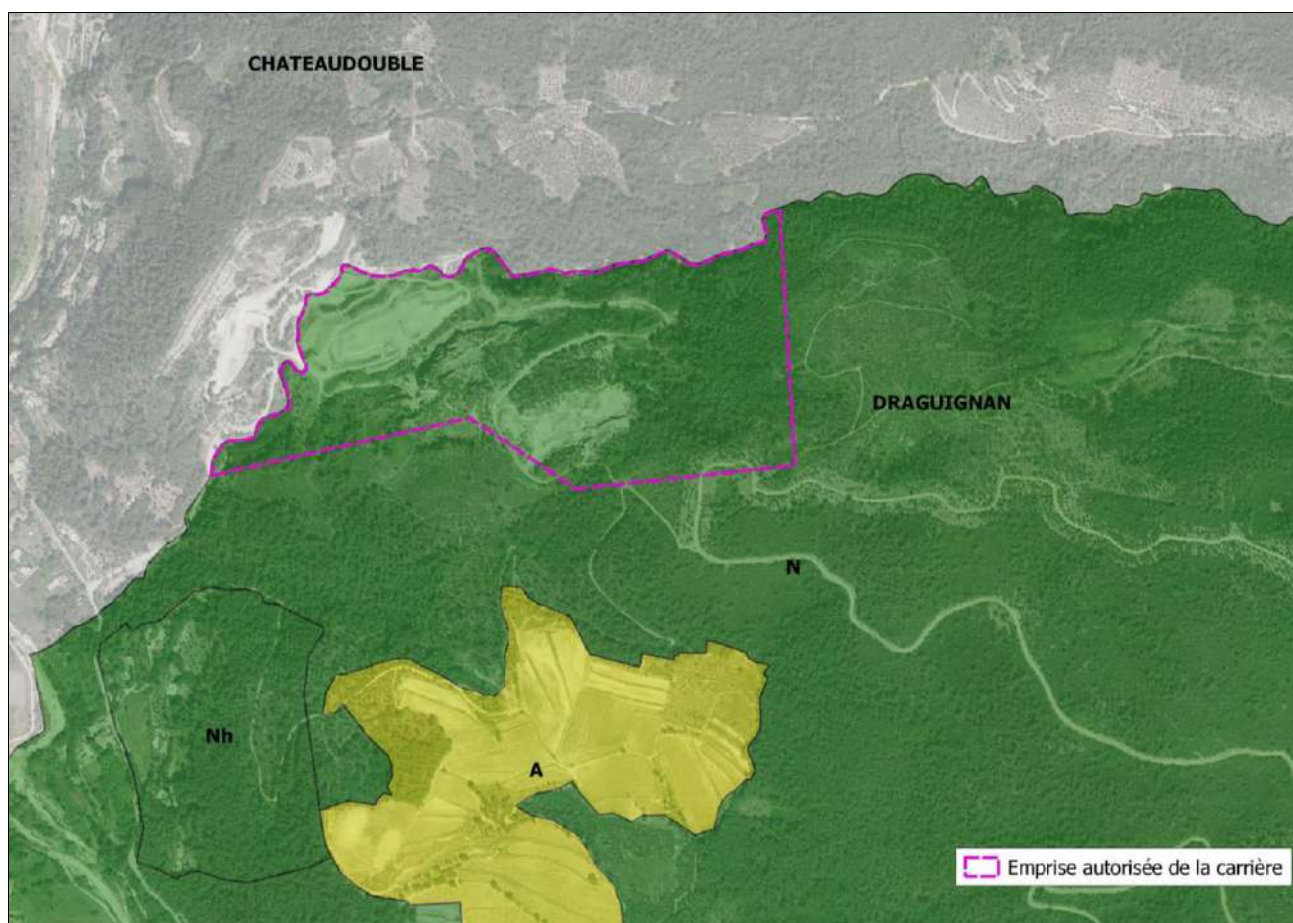 CHATEAUDOUBLE
DRAGUIGNAN
N
Nh
A
Emprise autorisée de la carrière